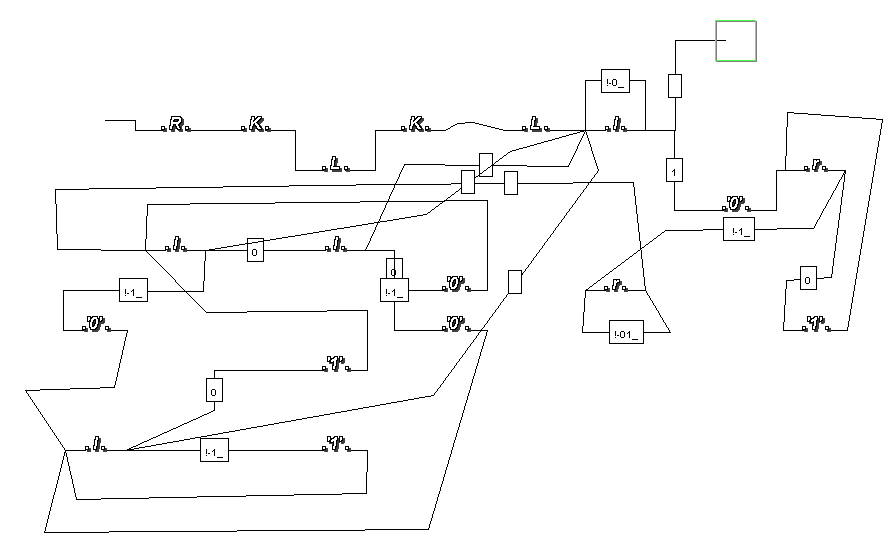 !-0_
.R. .K. .K. .L. .l.
.L. .r.
1
.'0'.
!-1_
.l. 0 .l.
0
!-1_ !-1_ .'0'. .r. 0
.'0'. .'0'. !-01_ .'1'.
.'1'.
0
.l. !-1_ .'1'.